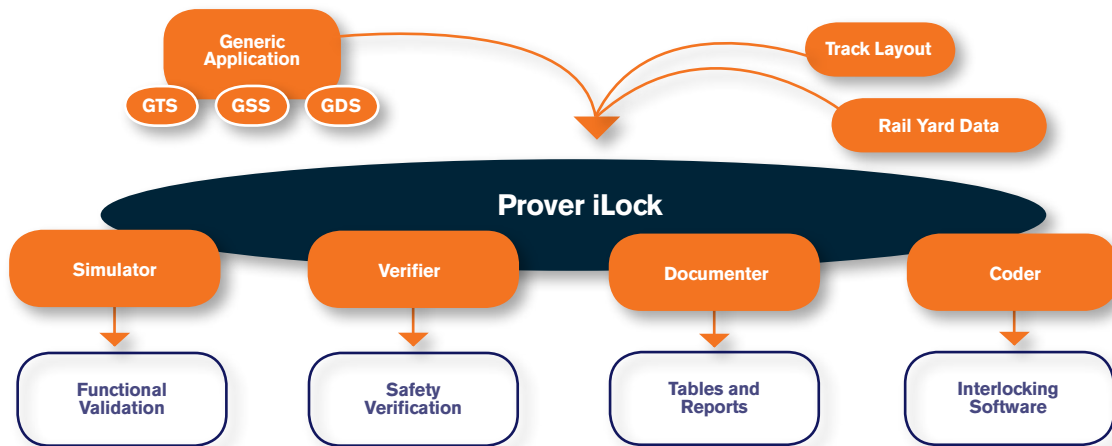 Generic
Application
GTS
GSS
GDS
Track Layout
Rail Yard Data
Prover iLock
Simulator
Verifier
Documenter
Coder
Functional
Validation
Safety
Verification
Tables and
Reports
Interlocking
Software